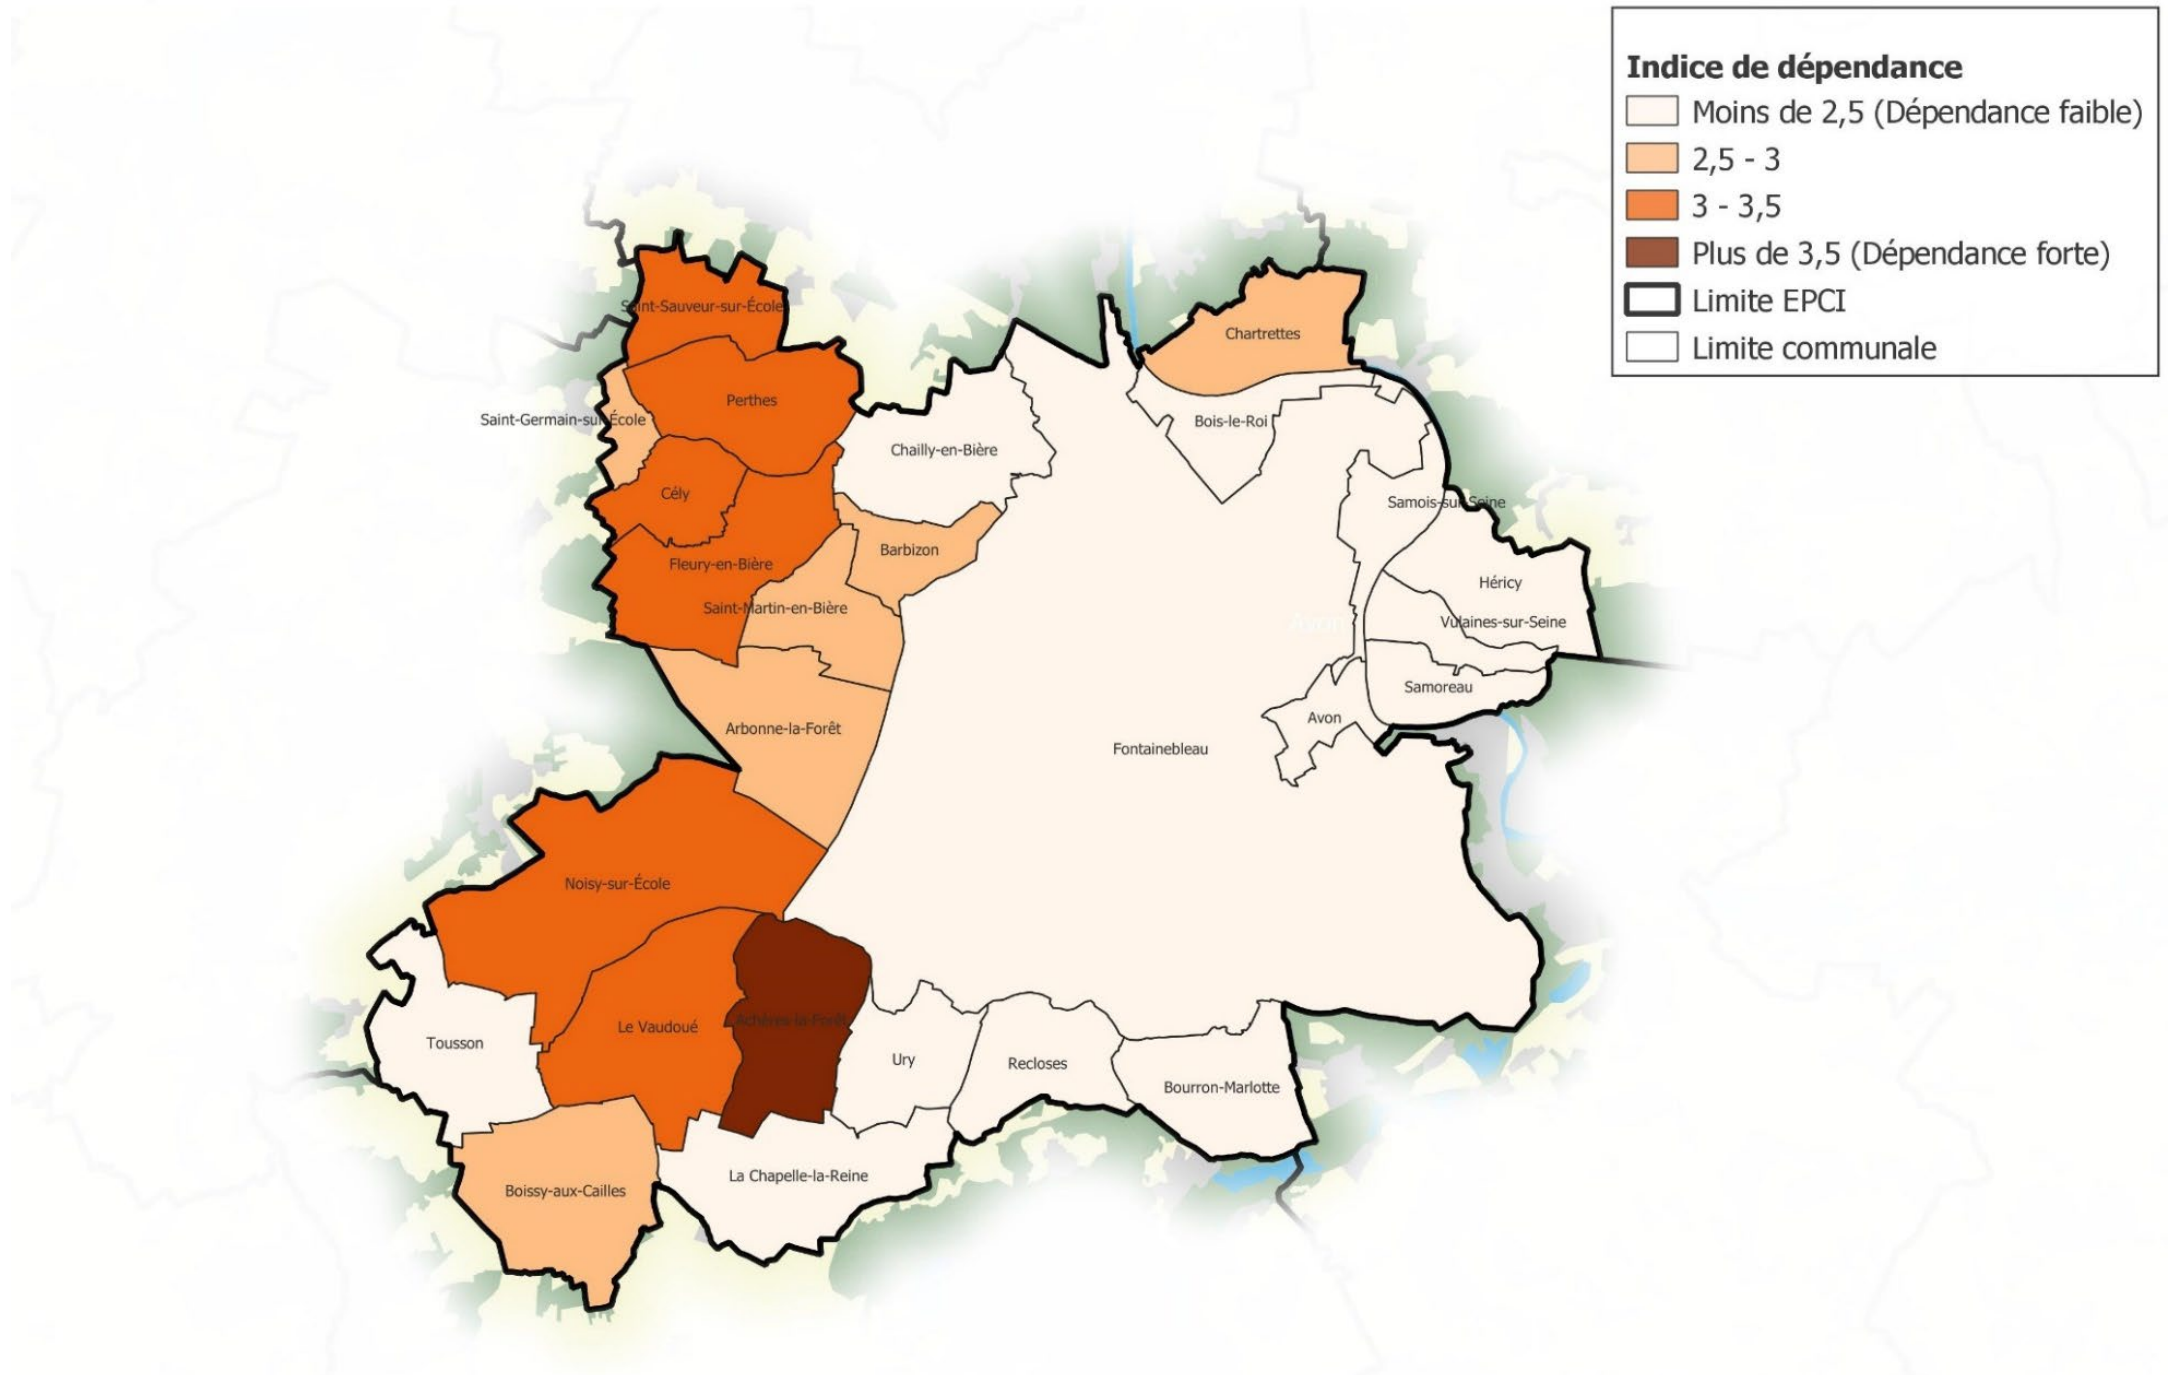 Indice de dépendance
Moins de 2,5 (Dépendance faible)
2,5 - 3
3 - 3,5
Plus de 3,5 (Dépendance forte)
Limite EPCI
Limite communale
Saint-Sauveur-sur-École
Chartrettes
Perthes
Saint-Germain-sur-École
Bois-le-Roi
Chailly-en-Bière
Cély
Samois-sur-Seine
Barbizon
Fleury-en-Bière
Héricy
Saint-Martin-en-Bière
Vulaines-sur-Seine
Avon
Samoreau
Avon
Arbonne-la-Forêt
Fontainebleau
Noisy-sur-École
Achères-la-Forêt
Le Vaudoué
Tousson
Ury
Recloses
Bourron-Marlotte
La Chapelle-la-Reine
Boissy-aux-Cailles